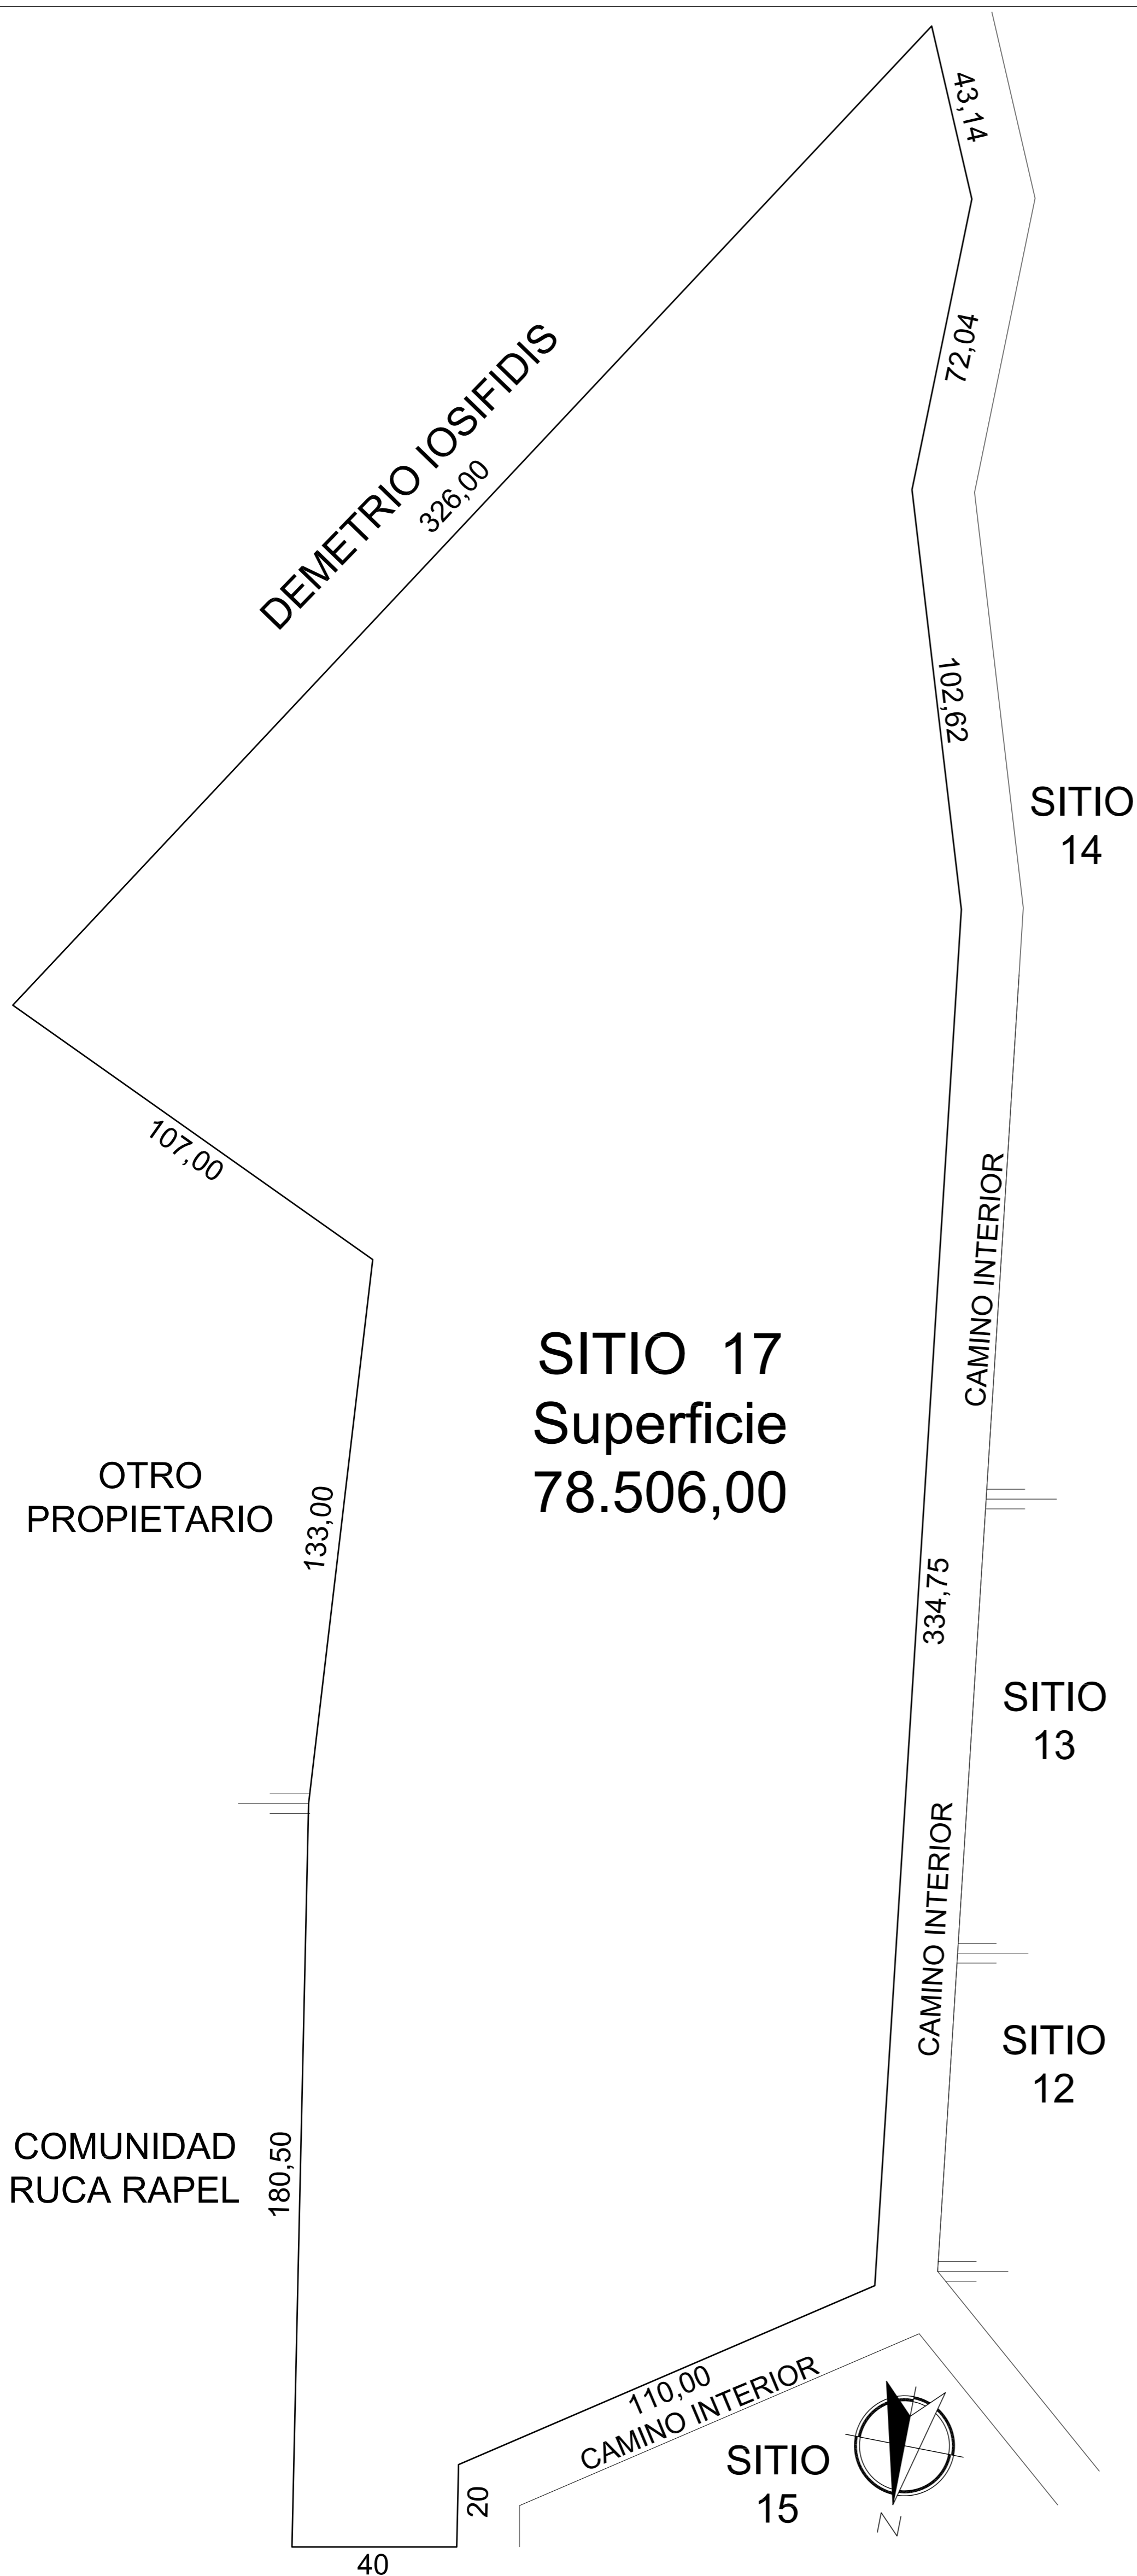 43,14
72,04
DEMETRIO IOSIFIDIS
326,00
102,62
SITIO
14
107,00
CAMINO INTERIOR
SITIO 17
Superficie
78.506,00
OTRO
PROPIETARIO
133,00
334,75
SITIO
13
CAMINO INTERIOR
SITIO
12
COMUNIDAD
RUCA RAPEL
180,50
110,00
CAMINO INTERIOR
SITIO
15
20
N
40